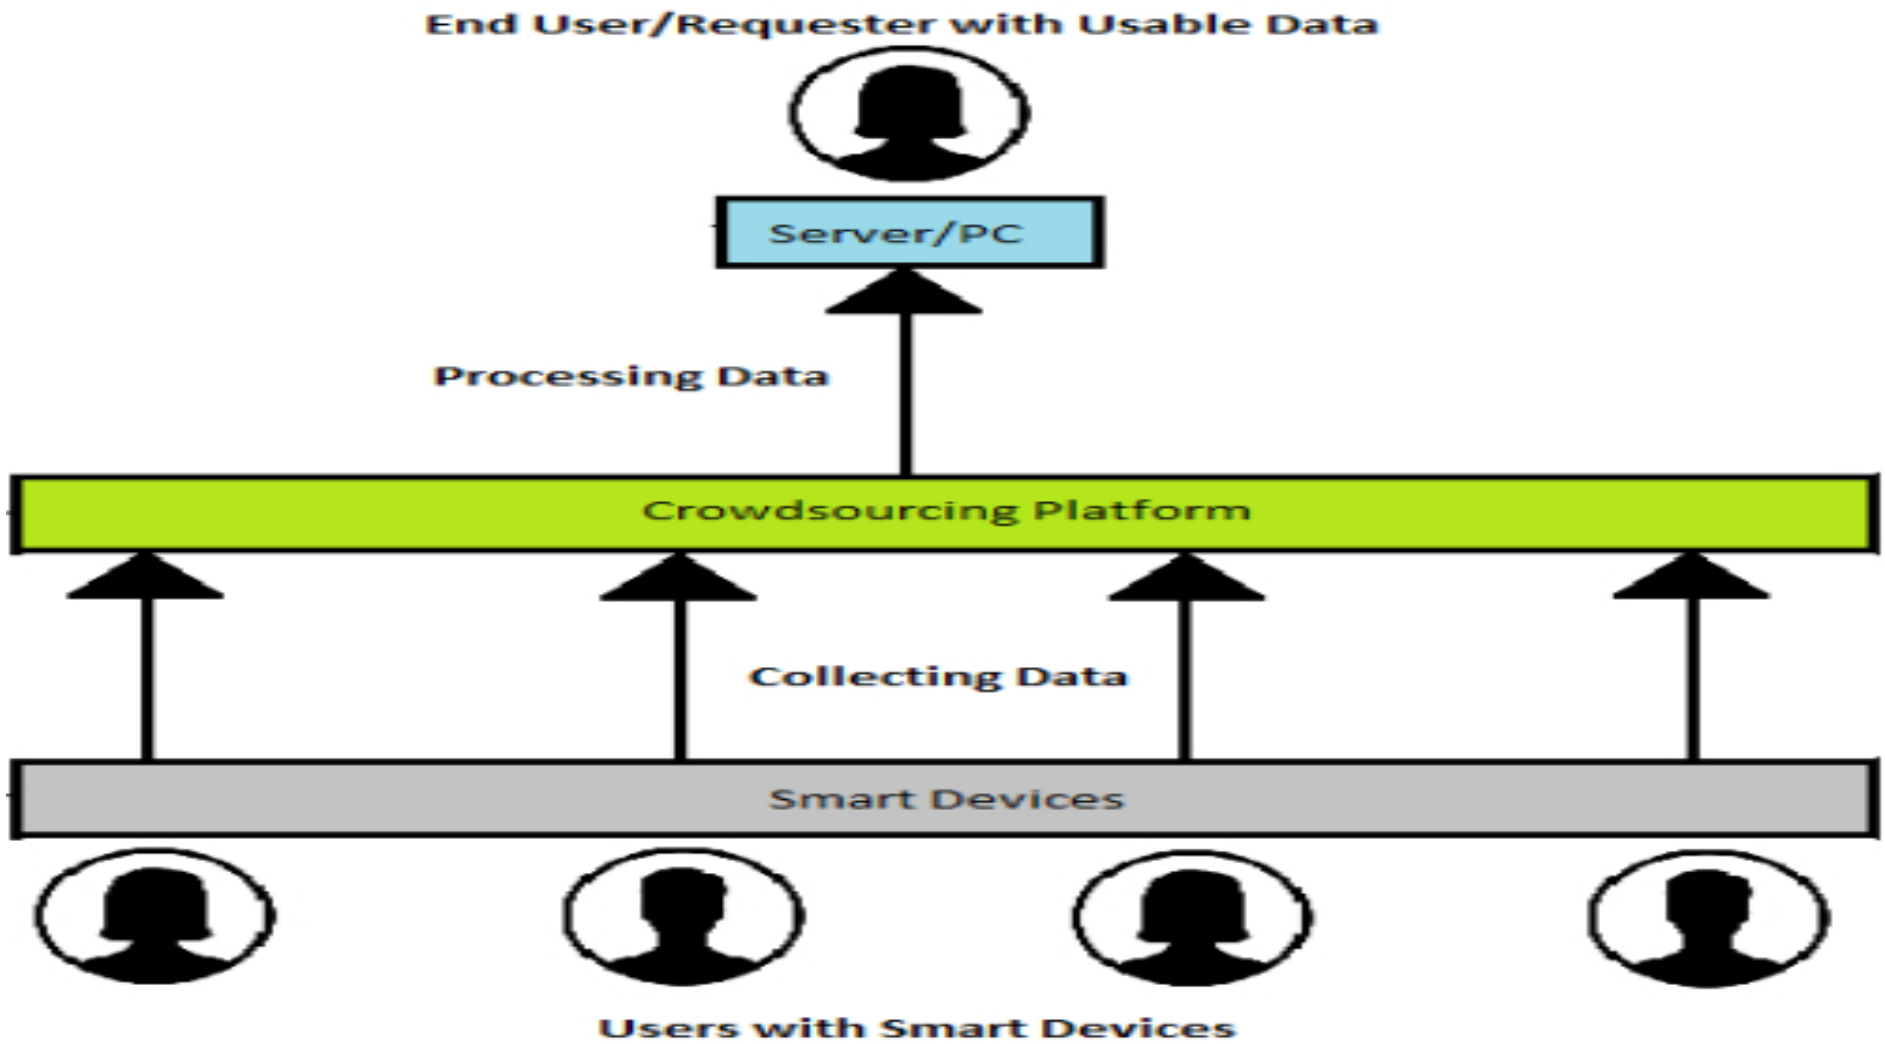 End User/Requester with Usable Data
Server/PC
Processing Data
Crowdsourcing Platform
Collecting Data
Smart Devices
Users with Smart Devices